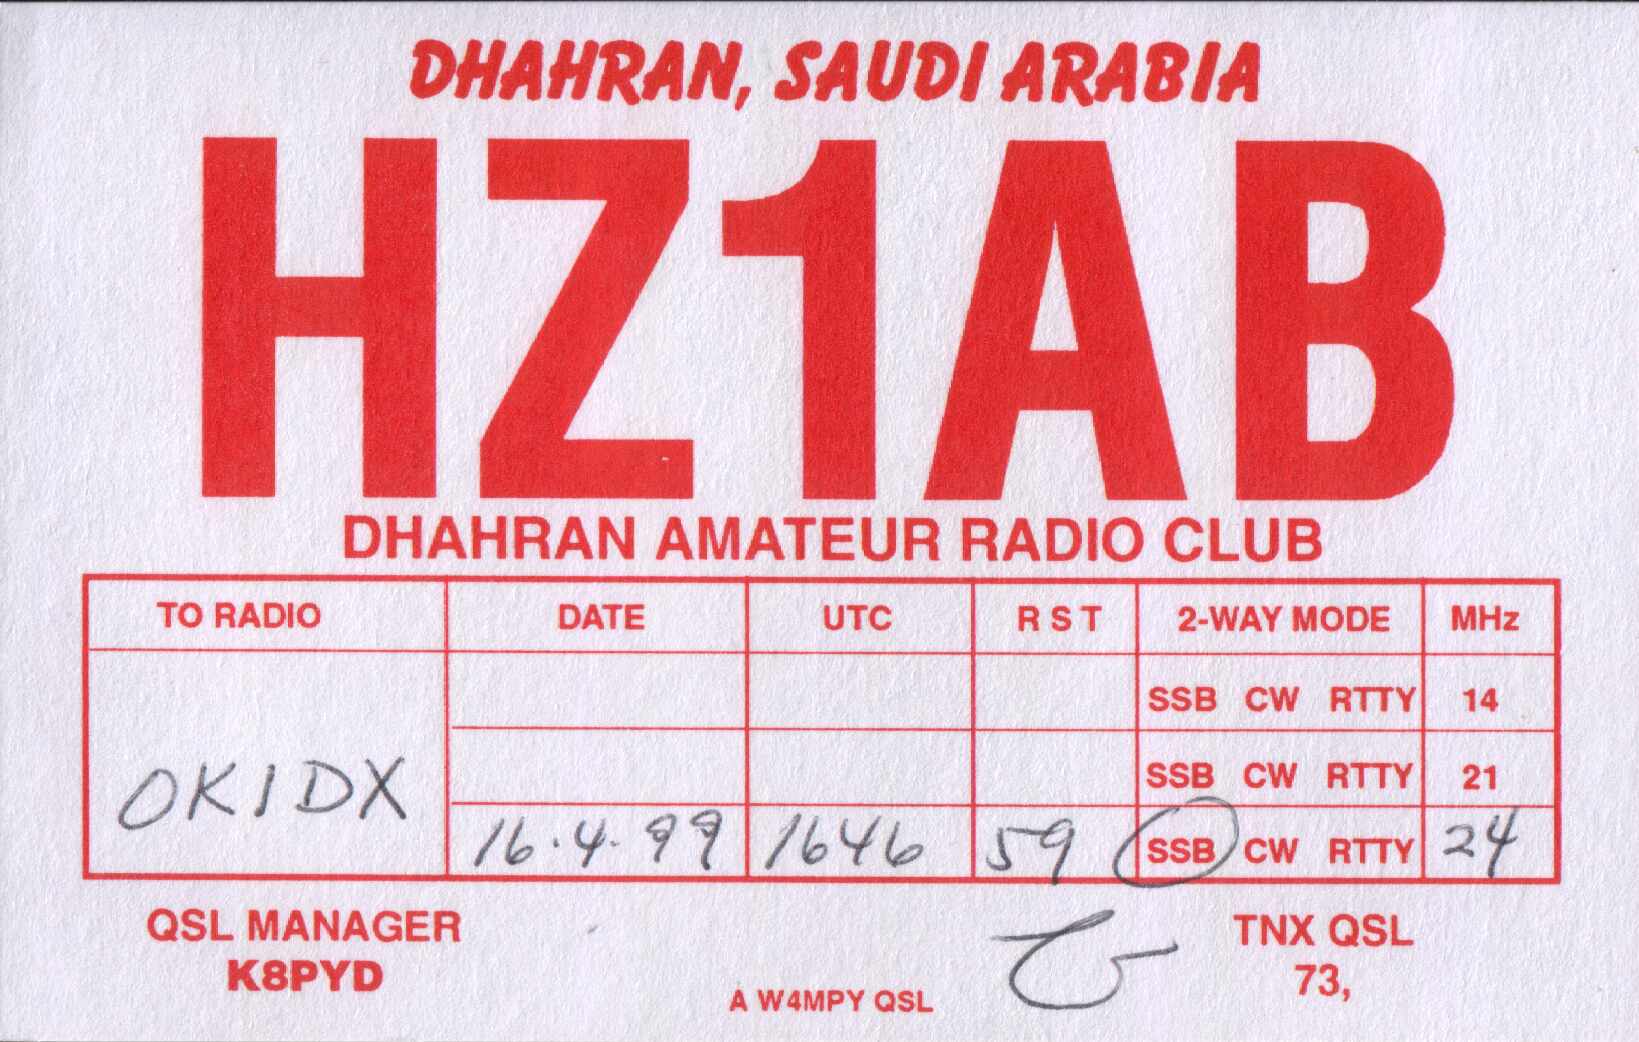 DHAHRAN, SAUDI ARABIA
HZ1AB
DHAHRAN AMATEUR RADIO CLUB
TO RADIO DATE UTC R S T 2-WAY MODE MHz
SSB CW RTTY 14
SSB CW RTTY 21
OK1DX 16.4.99 1646 59 SSB CW RTTY 24
QSL MANAGER
K8PYD
A W4MPY QSL
TNX QSL
73,